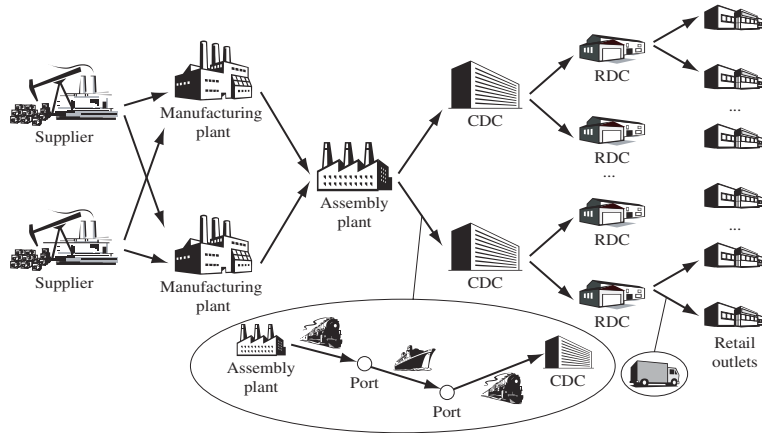 Supplier
Supplier
Manufacturing
plant
Manufacturing
plant
Assembly
plant
CDC
CDC
RDC
RDC
...
RDC
RDC
...
...
Retail
outlets
Assembly
plant
Port
Port
CDC